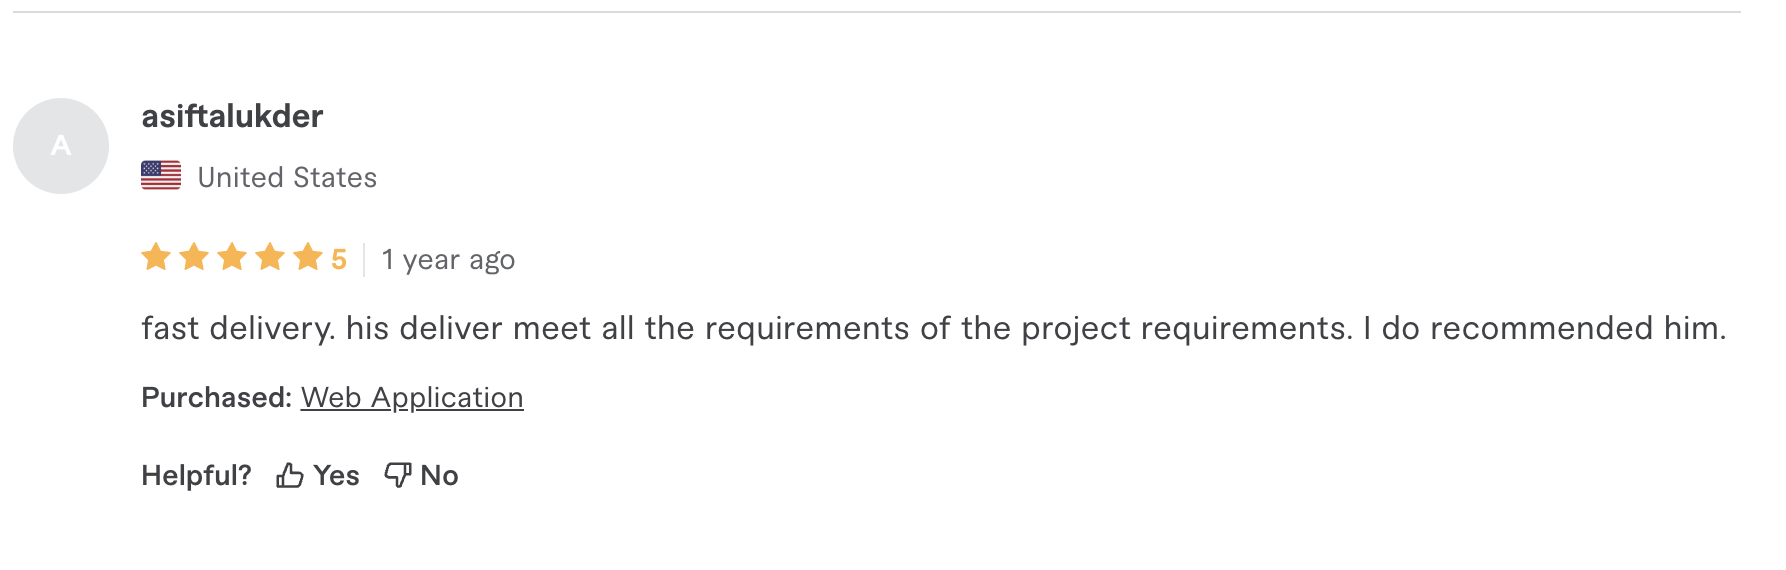 A
asiftalukder
United States
5 1 year ago
fast delivery. his deliver meet all the requirements of the project requirements. I do recommended him.
Purchased: Web Application
Helpful? Yes No